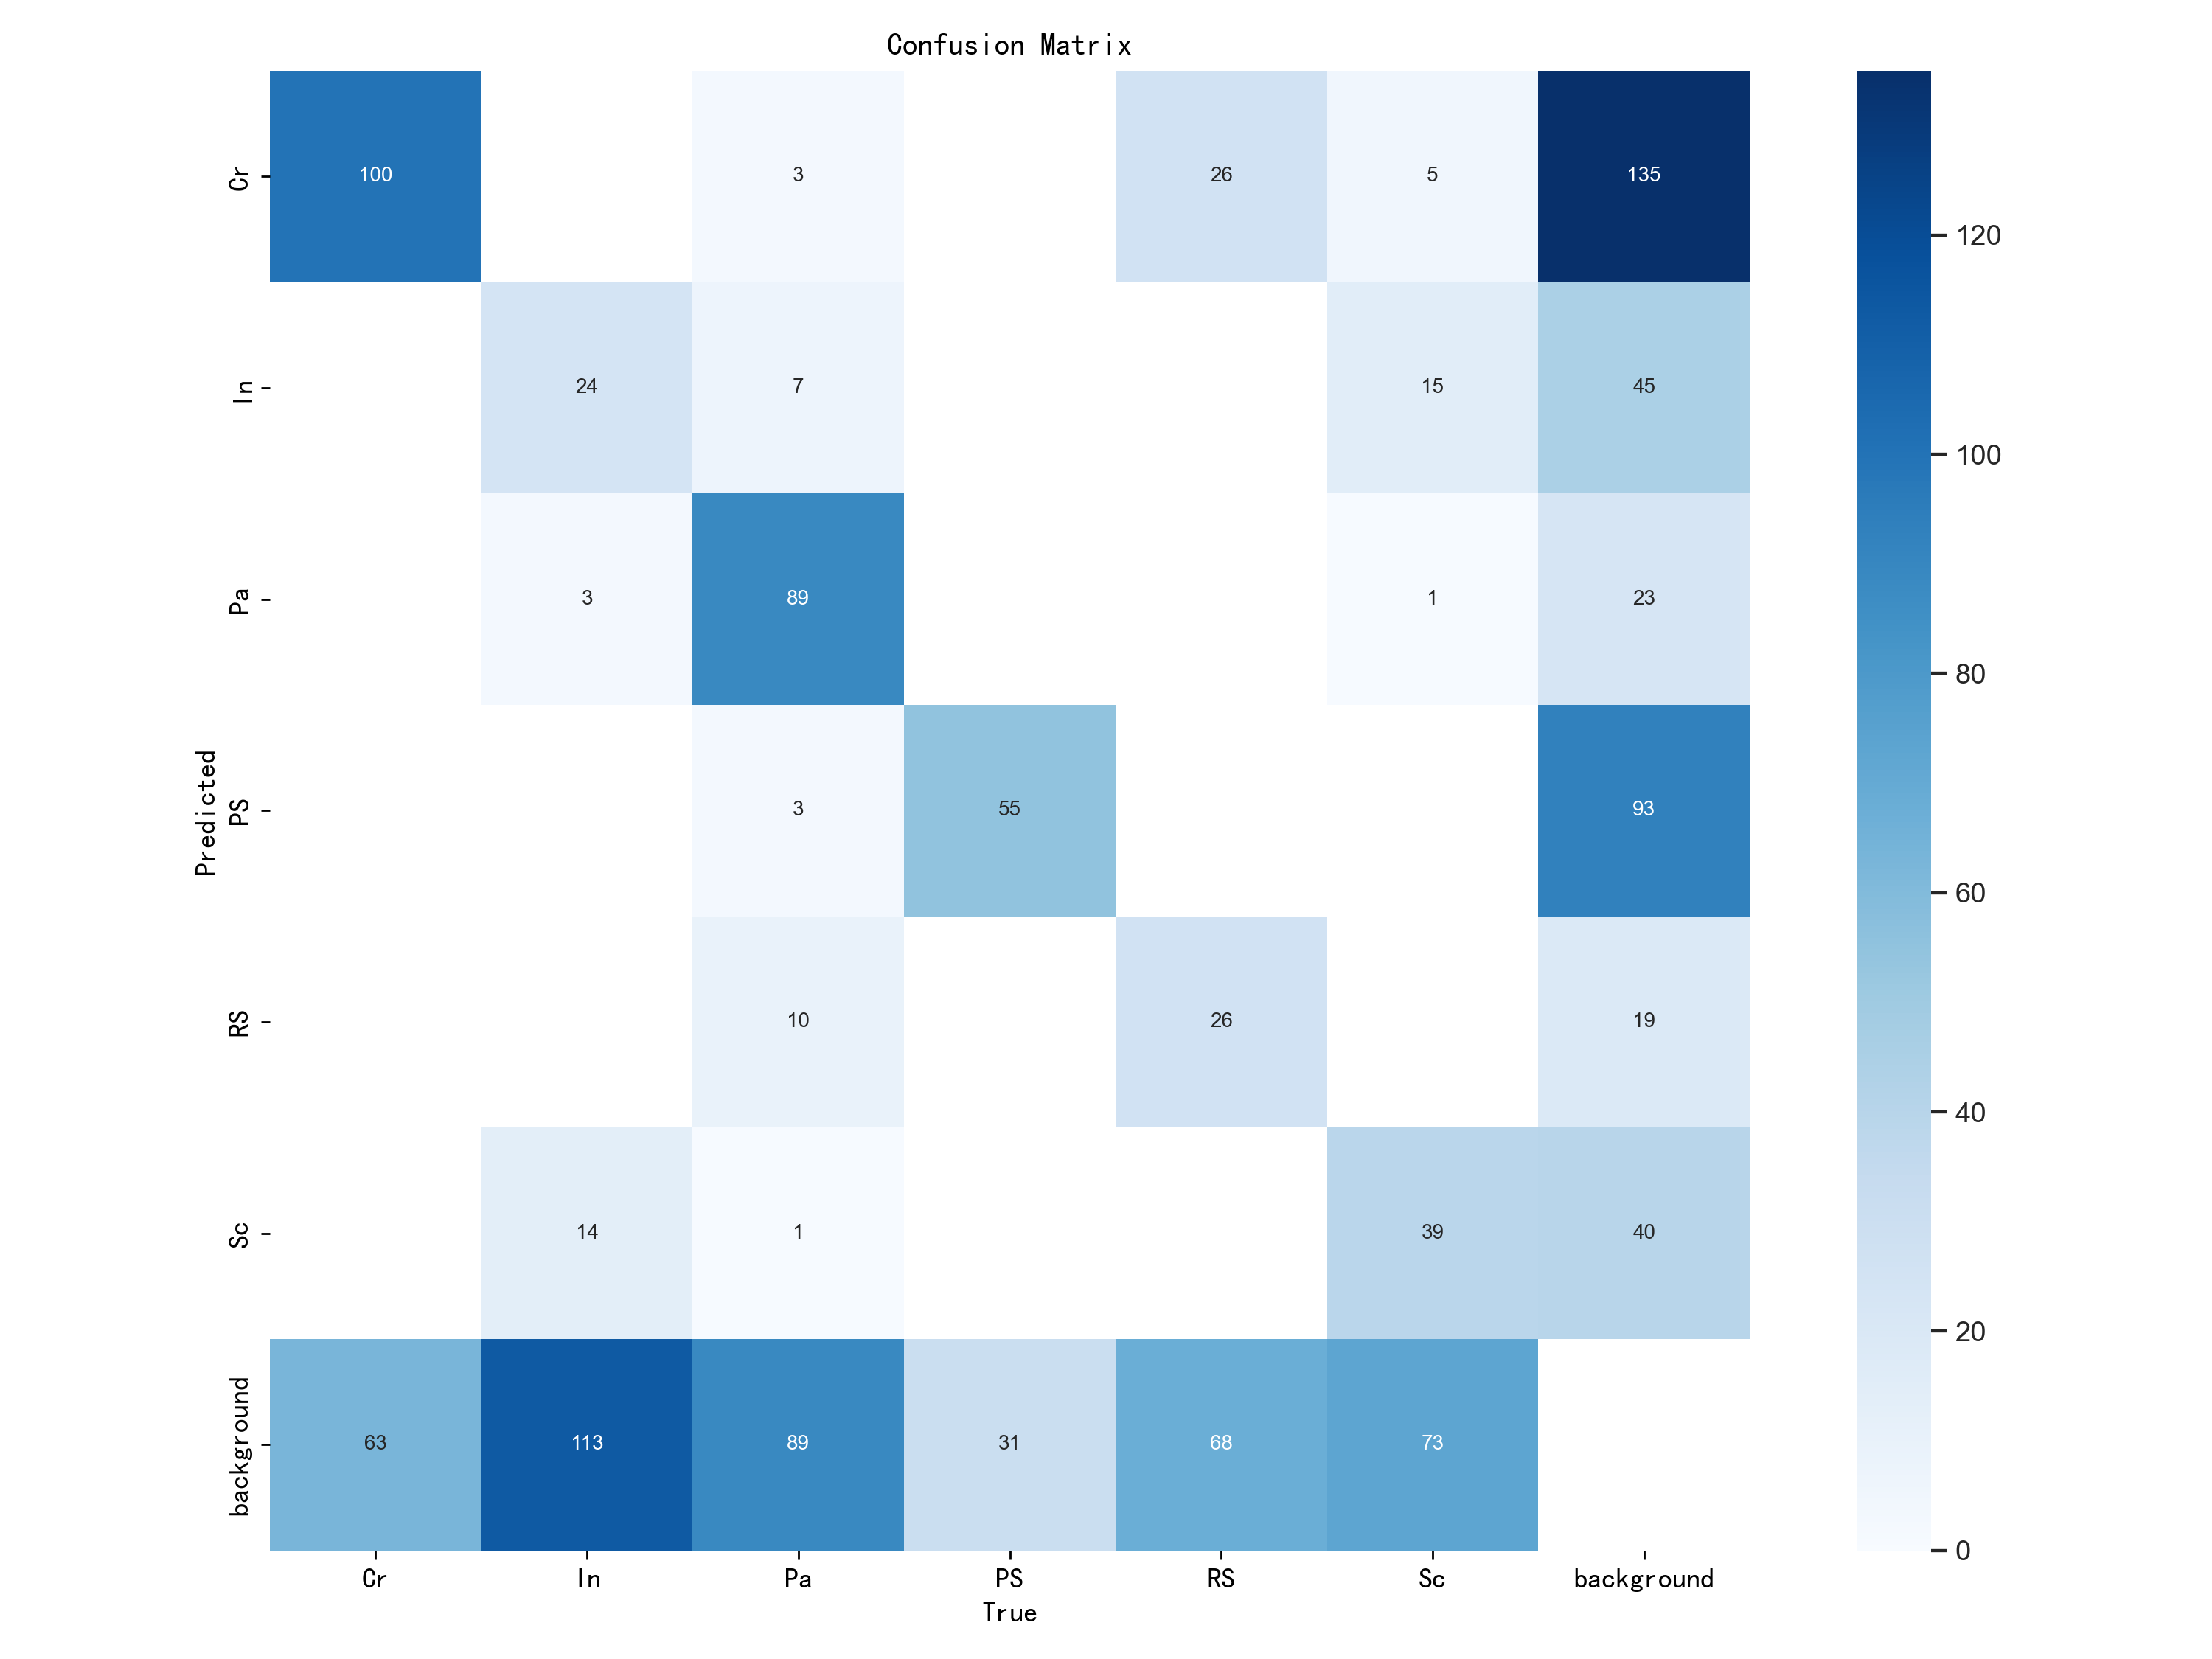 Confusion Matrix
Cr 100 3 26 5 135
In 24 7 15 45
Pa 3 89 1 23
PS 3 55 93
RS 10 26 19
Sc 14 1 39 40
background 63 113 89 31 68 73
Cr In Pa PS RS Sc background
True
Predicted
120
100
80
60
40
20
0